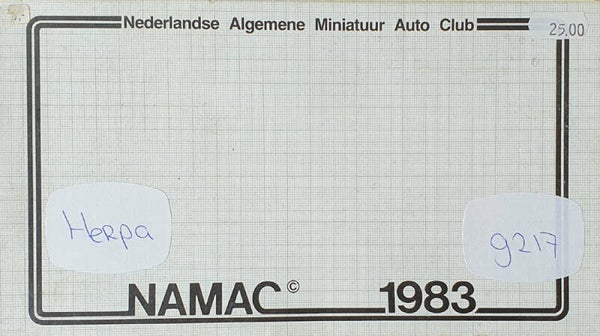 Nederlandse Algemene Miniatuur Auto Club
25.00
Herpa
9217
NAMAC©
1983